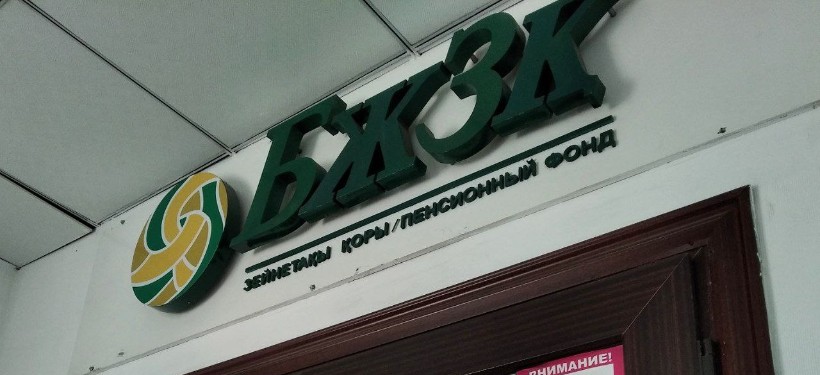 БЖЗК
ЗЕЙНЕТАҚЫ ҚОРЫ/ПЕНСИОННЫЙ ФОНД
ВНИМАНИЕ!